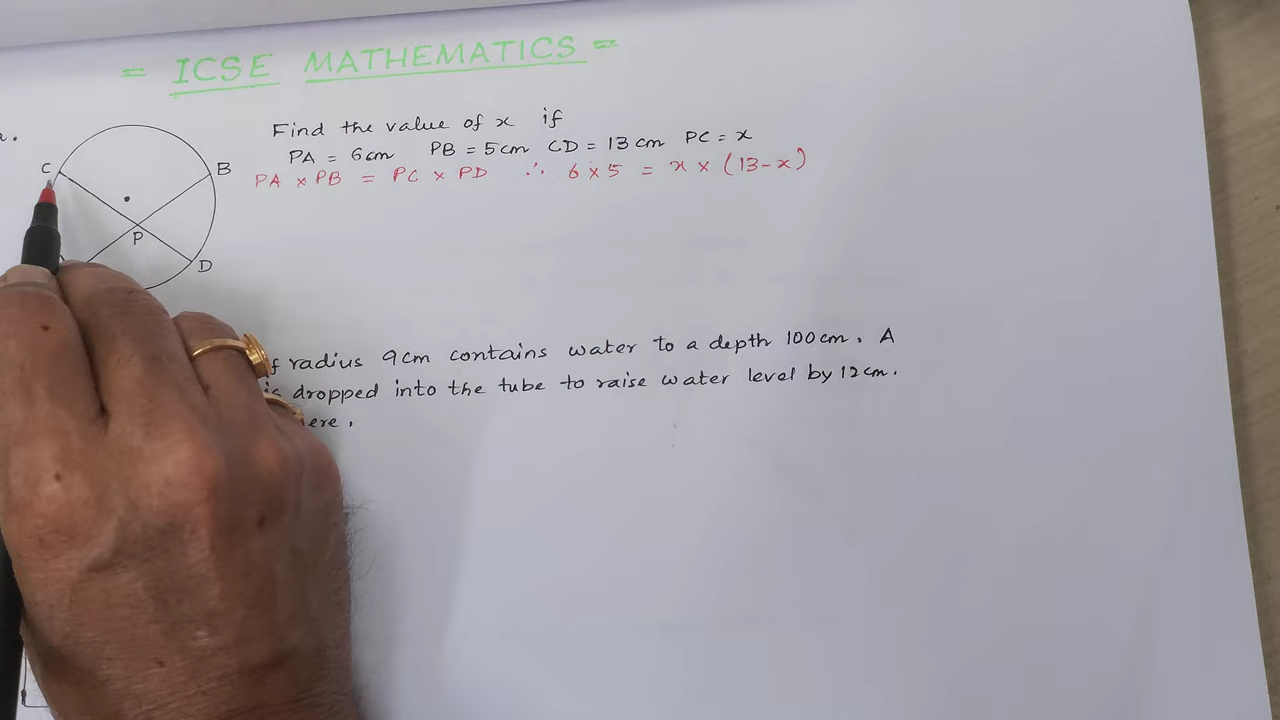 = ICSE MATHEMATICS =
Find the value of x if
PA = 6cm PB = 5cm CD = 13cm PC = x
PA × PB = PC × PD ∴ 6 × 5 = x × (13 - x)
C
B
P
D
radius 9cm contains water to a depth 100cm. A
dropped into the tube to raise water level by 12cm.